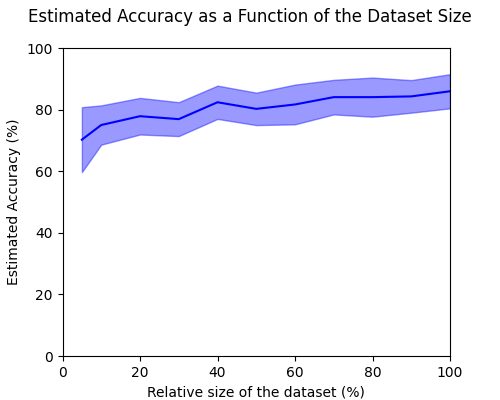 Estimated Accuracy as a Function of the Dataset Size
100
80
60
40
20
0
Estimated Accuracy (%)
0 20 40 60 80 100
Relative size of the dataset (%)